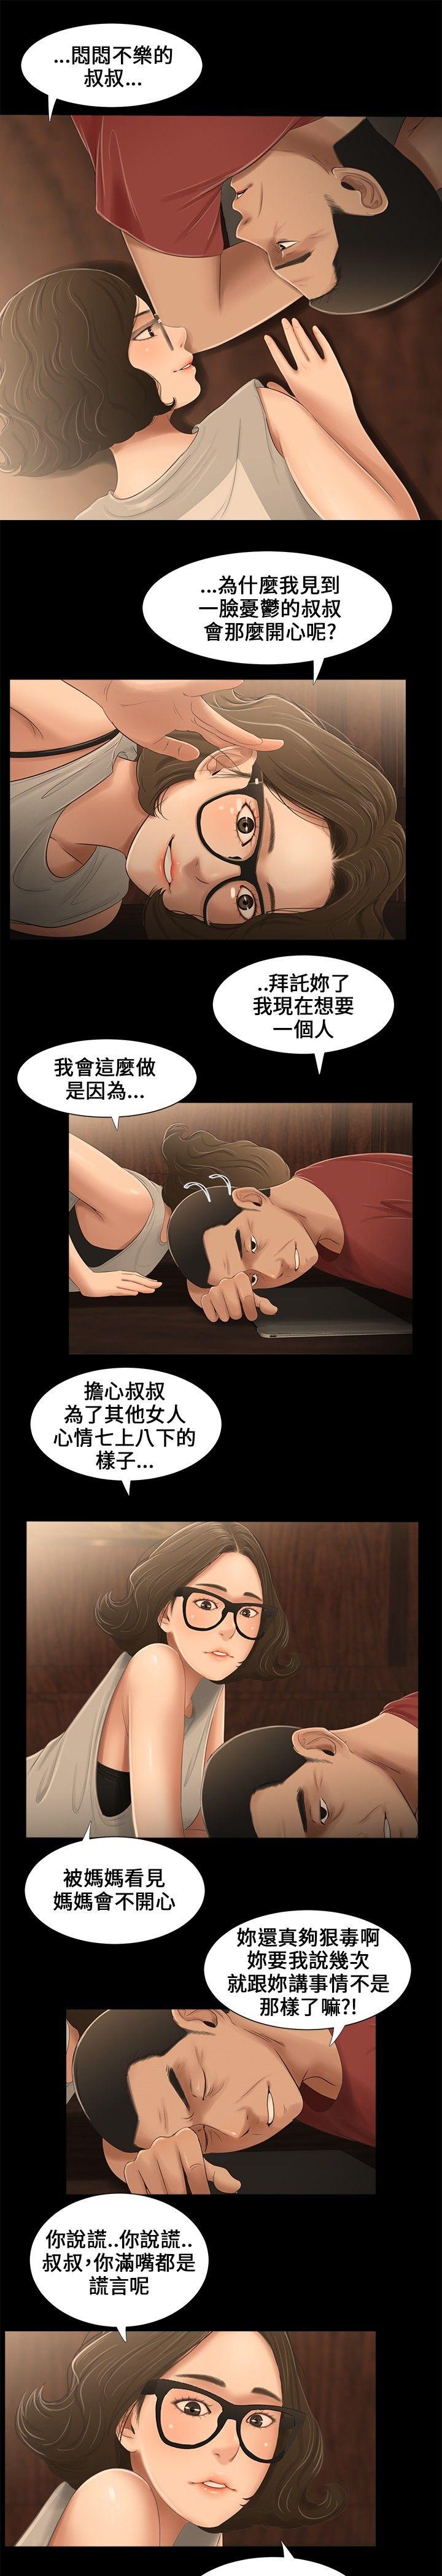 ...悶悶不樂的
叔叔...
...為什麼我見到
一臉憂鬱的叔叔
會那麼開心呢?
..拜託妳了
我現在想要
一個人
我會這麼做
是因為...
擔心叔叔
為了其他女人
心情七上八下的
樣子...
被媽媽看見
媽媽會不開心
妳還真夠狠毒啊
妳要我說幾次
就跟妳講事情不是
那樣了嘛?!
你說謊..你說謊..
叔叔,你滿嘴都是
謊言呢